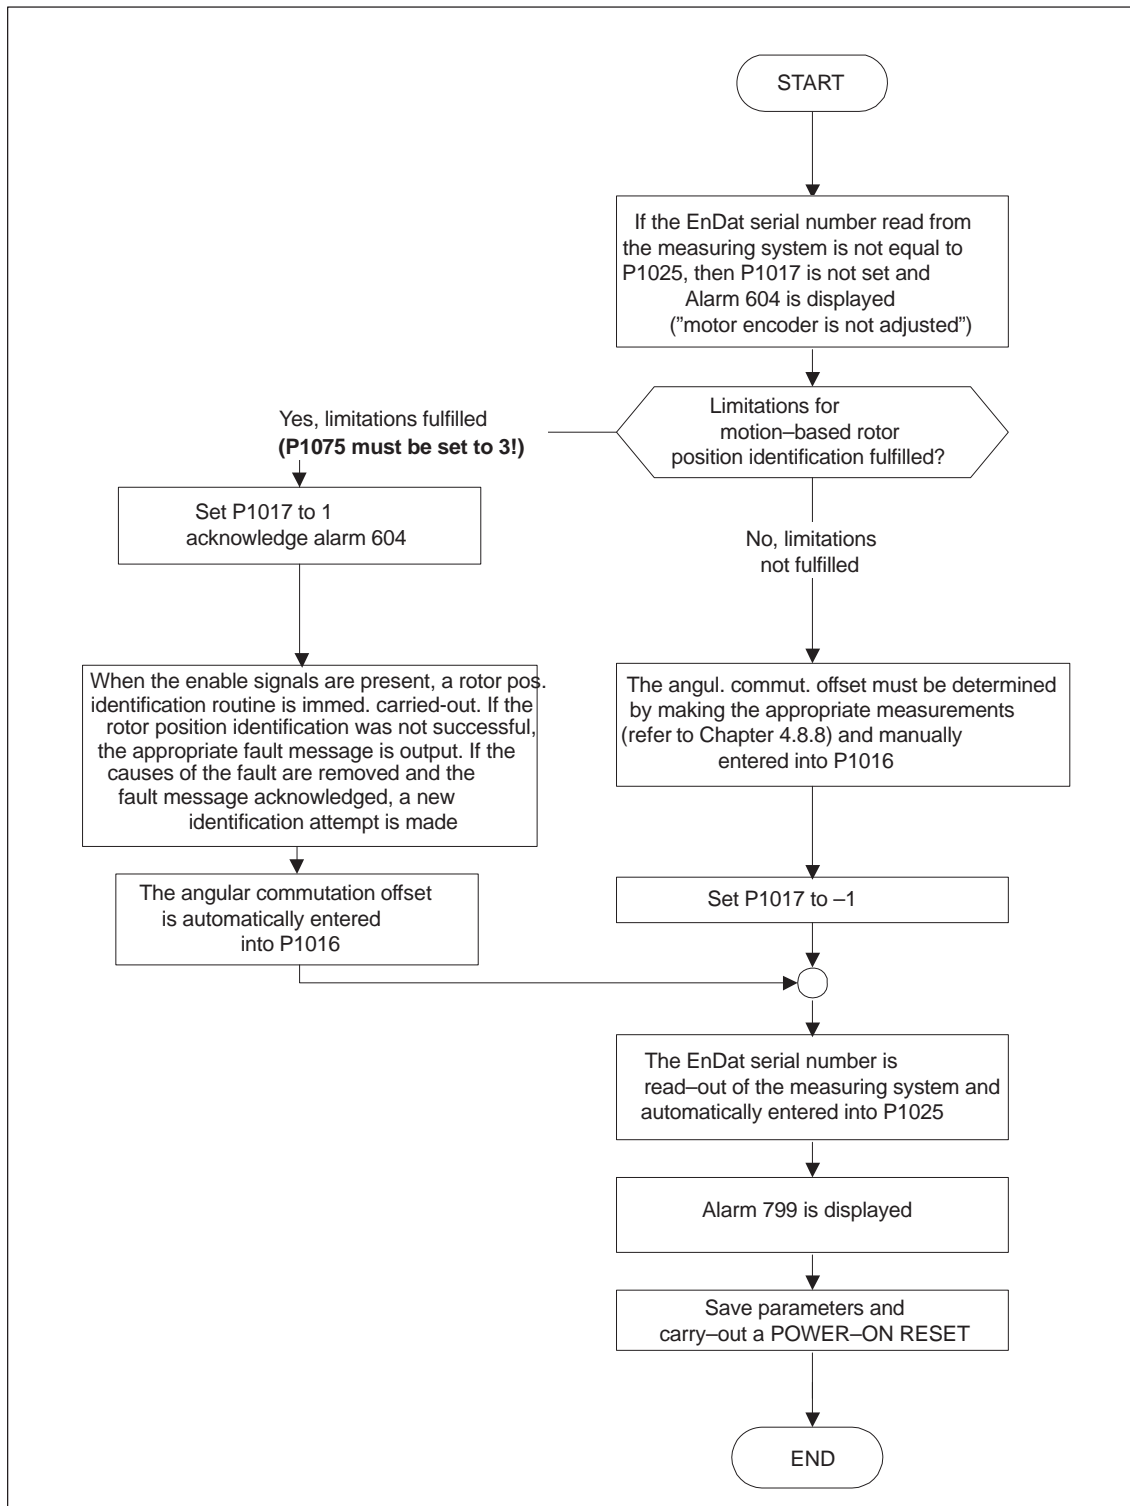 START
If the EnDat serial number read from
the measuring system is not equal to
P1025, then P1017 is not set and
Alarm 604 is displayed
(”motor encoder is not adjusted”)
Limitations for
motion–based rotor
position identification fulfilled?
Yes, limitations fulfilled
(P1075 must be set to 3!)
Set P1017 to 1
acknowledge alarm 604
No, limitations
not fulfilled
When the enable signals are present, a rotor pos.
identification routine is immed. carried-out. If the
rotor position identification was not successful,
the appropriate fault message is output. If the
causes of the fault are removed and the
fault message acknowledged, a new
identification attempt is made
The angul. commut. offset must be determined
by making the appropriate measurements
(refer to Chapter 4.8.8) and manually
entered into P1016
The angular commutation offset
is automatically entered
into P1016
Set P1017 to –1
The EnDat serial number is
read–out of the measuring system and
automatically entered into P1025
Alarm 799 is displayed
Save parameters and
carry–out a POWER–ON RESET
END